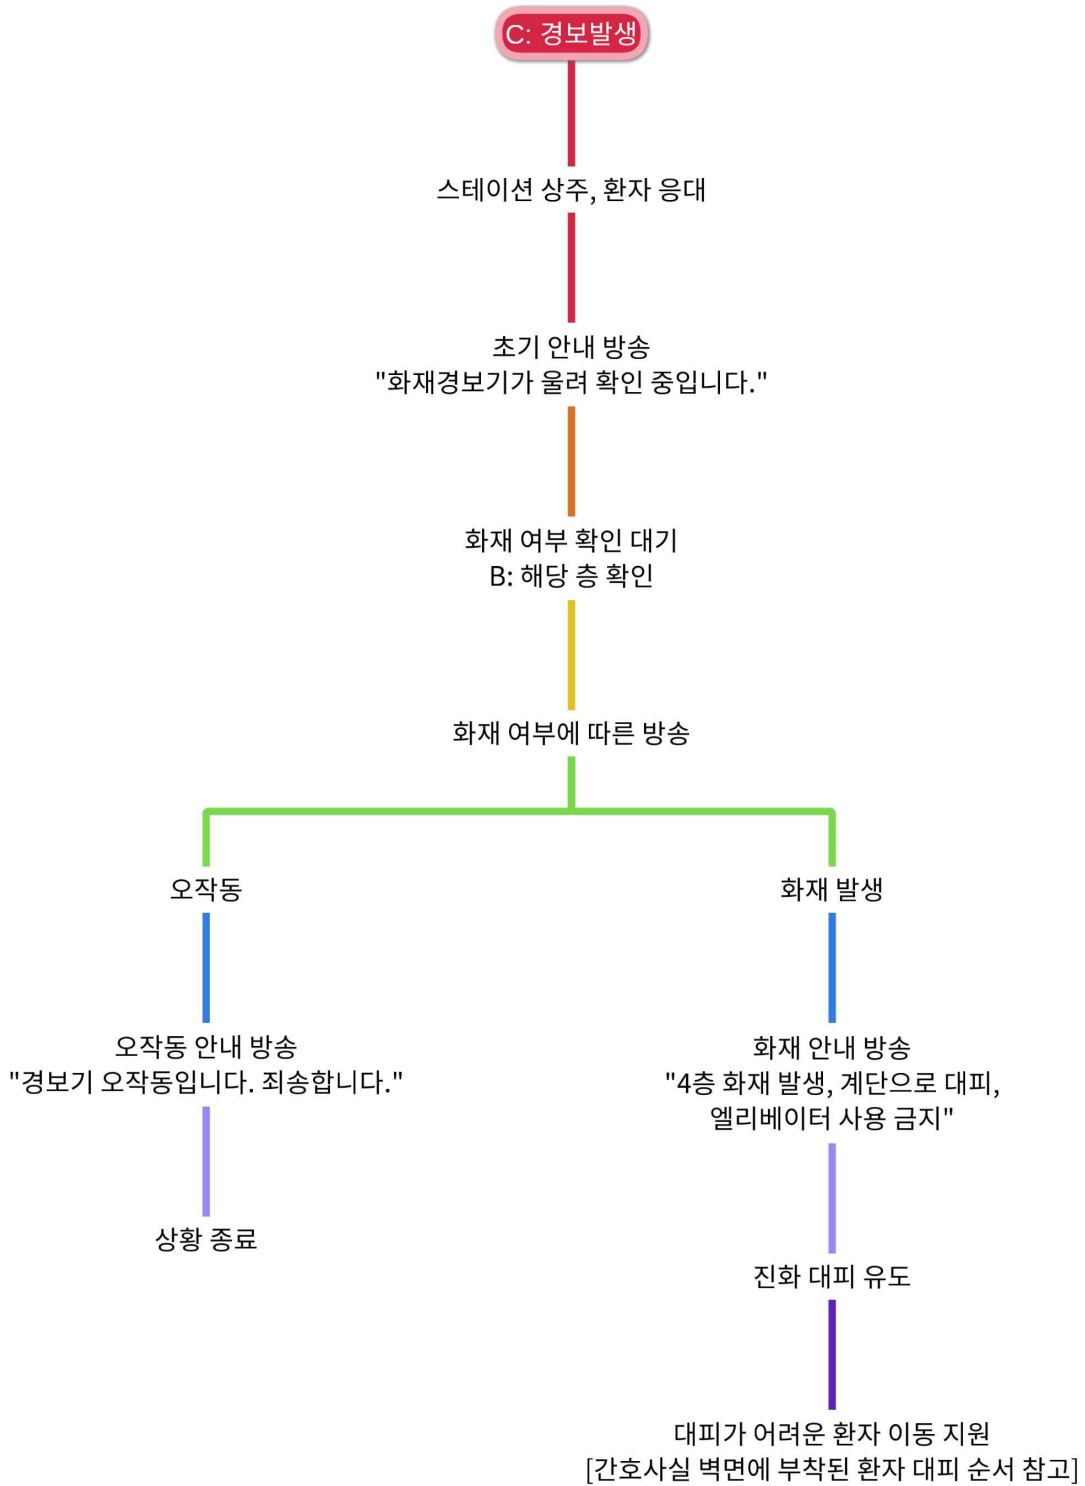 C: 경보발생
스테이션 상주, 환자 응대
초기 안내 방송
"화재경보기가 울려 확인 중입니다."
화재 여부 확인 대기
B: 해당 층 확인
화재 여부에 따른 방송
오작동
화재 발생
오작동 안내 방송
"경보기 오작동입니다. 죄송합니다."
화재 안내 방송
"4층 화재 발생, 계단으로 대피,
엘리베이터 사용 금지"
상황 종료
진화 대피 유도
대피가 어려운 환자 이동 지원
[간호사실 벽면에 부착된 환자 대피 순서 참고]